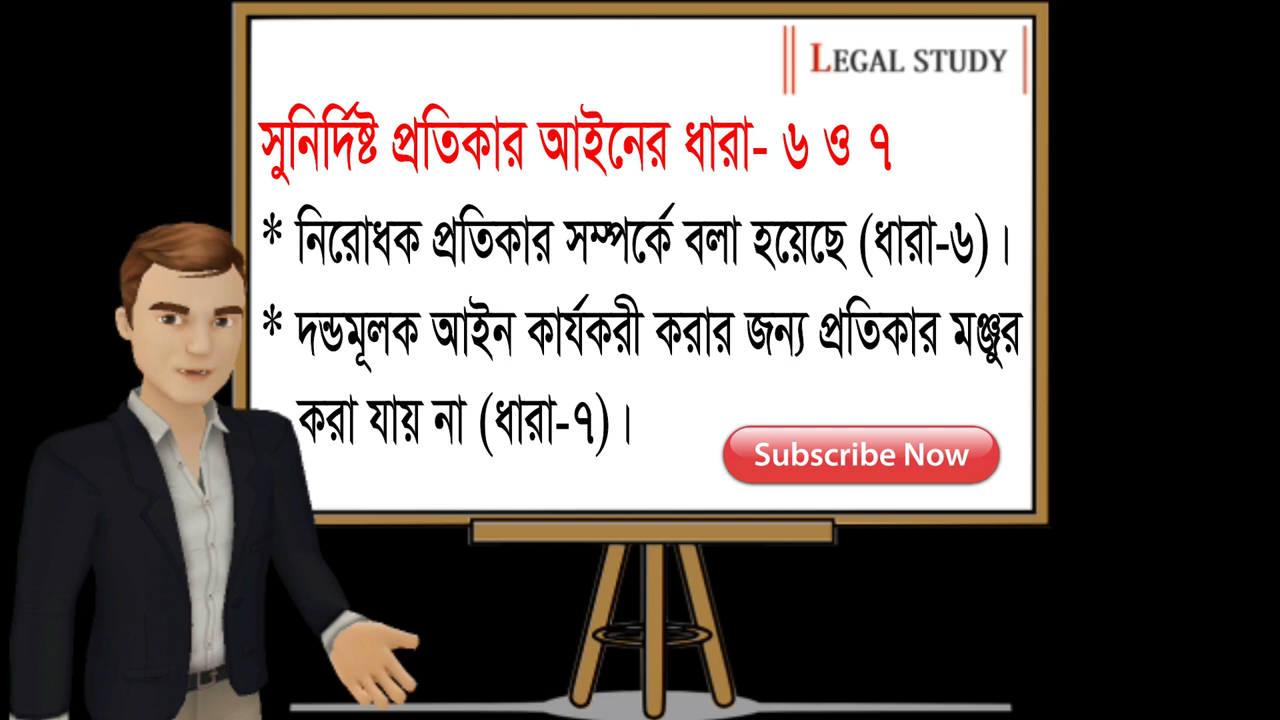 LEGAL STUDY
সুনির্দিষ্ট প্রতিকার আইনের ধারা- ৬ ও ৭
* নিরোধক প্রতিকার সম্পর্কে বলা হয়েছে (ধারা-৬)।
* দন্ডমূলক আইন কার্যকরী করার জন্য প্রতিকার মঞ্জুর
করা যায় না (ধারা-৭)।
Subscribe Now